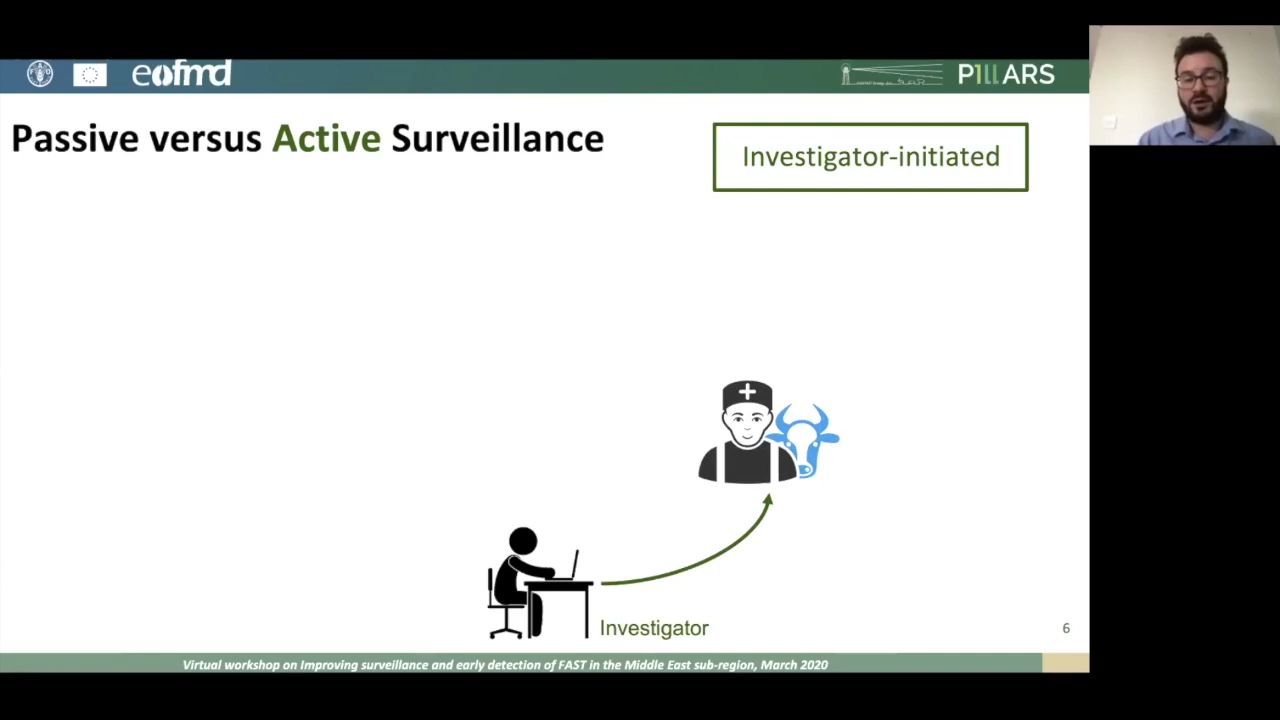 eofmd
PILLARS
Passive versus Active Surveillance
Investigator-initiated
Investigator
6
Virtual workshop on Improving surveillance and early detection of FAST in the Middle East sub-region, March 2020